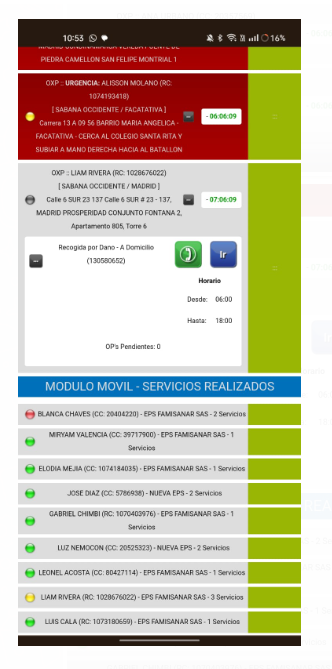 10:53
16%
PIEDRA CAMELLON SAN FELIPE MONTRIAL 1
OXP :: URGENCIA: ALISSON MOLANO (RC:
1074193418)
[ SABANA OCCIDENTE / FACATATIVA ]
Carrera 13 A 09 56 BARRIO MARIA ANGELICA -
FACATATIVA - CERCA AL COLEGIO SANTA RITA Y
SUBIAR A MANO DERECHA HACIA AL BATALLON
...
- 06:06:09
OXP :: LIAM RIVERA (RC: 1028676022)
[ SABANA OCCIDENTE / MADRID ]
Calle 6 SUR 23 137 Calle 6 SUR # 23 - 137,
MADRID PROSPERIDAD CONJUNTO FONTANA 2,
Apartamento 805, Torre 6
...
- 07:06:09
...
Recogida por Dano - A Domicilio
(130580652)
Ir
Horario
Desde: 06:00
Hasta: 18:00
OP's Pendientes: 0
MODULO MOVIL - SERVICIOS REALIZADOS
BLANCA CHAVES (CC: 20404220) - EPS FAMISANAR SAS - 2 Servicios
MIRYAM VALENCIA (CC: 39717900) - EPS FAMISANAR SAS - 1
Servicios
ELODIA MEJIA (CC: 1074184035) - EPS FAMISANAR SAS - 1 Servicios
JOSE DIAZ (CC: 5786938) - NUEVA EPS - 2 Servicios
GABRIEL CHIMBI (RC: 1070403976) - EPS FAMISANAR SAS - 1
Servicios
LUZ NEMOCON (CC: 20525323) - NUEVA EPS - 2 Servicios
LEONEL ACOSTA (CC: 80427114) - EPS FAMISANAR SAS - 1 Servicios
LIAM RIVERA (RC: 1028676022) - EPS FAMISANAR SAS - 3 Servicios
LUIS CALA (RC: 1073180659) - EPS FAMISANAR SAS - 1 Servicios